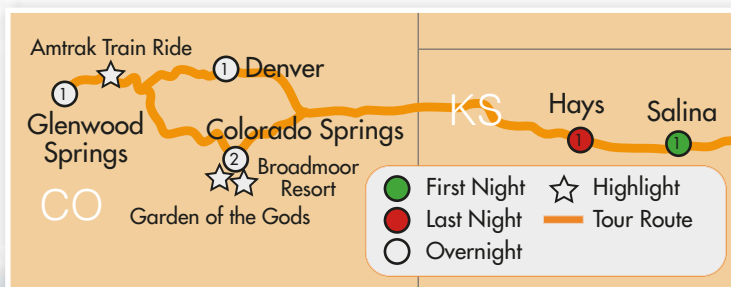 Amtrak Train Ride
1
Denver
1
Glenwood
Springs
Colorado Springs
2
Broadmoor
Resort
Garden of the Gods
CO
KS
Hays
1
Salina
1
First Night
Highlight
Last Night
Tour Route
Overnight